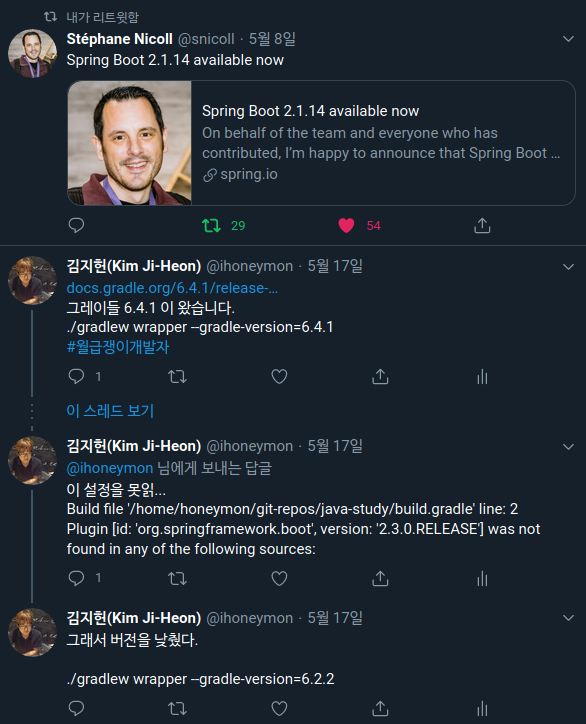 내가 리트윗함
Stéphane Nicoll @snicoll · 5월 8일
Spring Boot 2.1.14 available now
Spring Boot 2.1.14 available now
On behalf of the team and everyone who has
contributed, I'm happy to announce that Spring Boot ...
spring.io
29
54
김지헌(Kim Ji-Heon) @ihoneymon · 5월 17일
docs.gradle.org/6.4.1/release-...
그레이들 6.4.1 이 왔습니다.
./gradlew wrapper --gradle-version=6.4.1
#월급쟁이개발자
1
이 스레드 보기
김지헌(Kim Ji-Heon) @ihoneymon · 5월 17일
@ihoneymon 님에게 보내는 답글
이 설정을 못읽...
Build file '/home/honeymon/git-repos/java-study/build.gradle' line: 2
Plugin [id: 'org.springframework.boot', version: '2.3.0.RELEASE'] was not
found in any of the following sources:
1
김지헌(Kim Ji-Heon) @ihoneymon · 5월 17일
그래서 버전을 낮췄다.
./gradlew wrapper --gradle-version=6.2.2